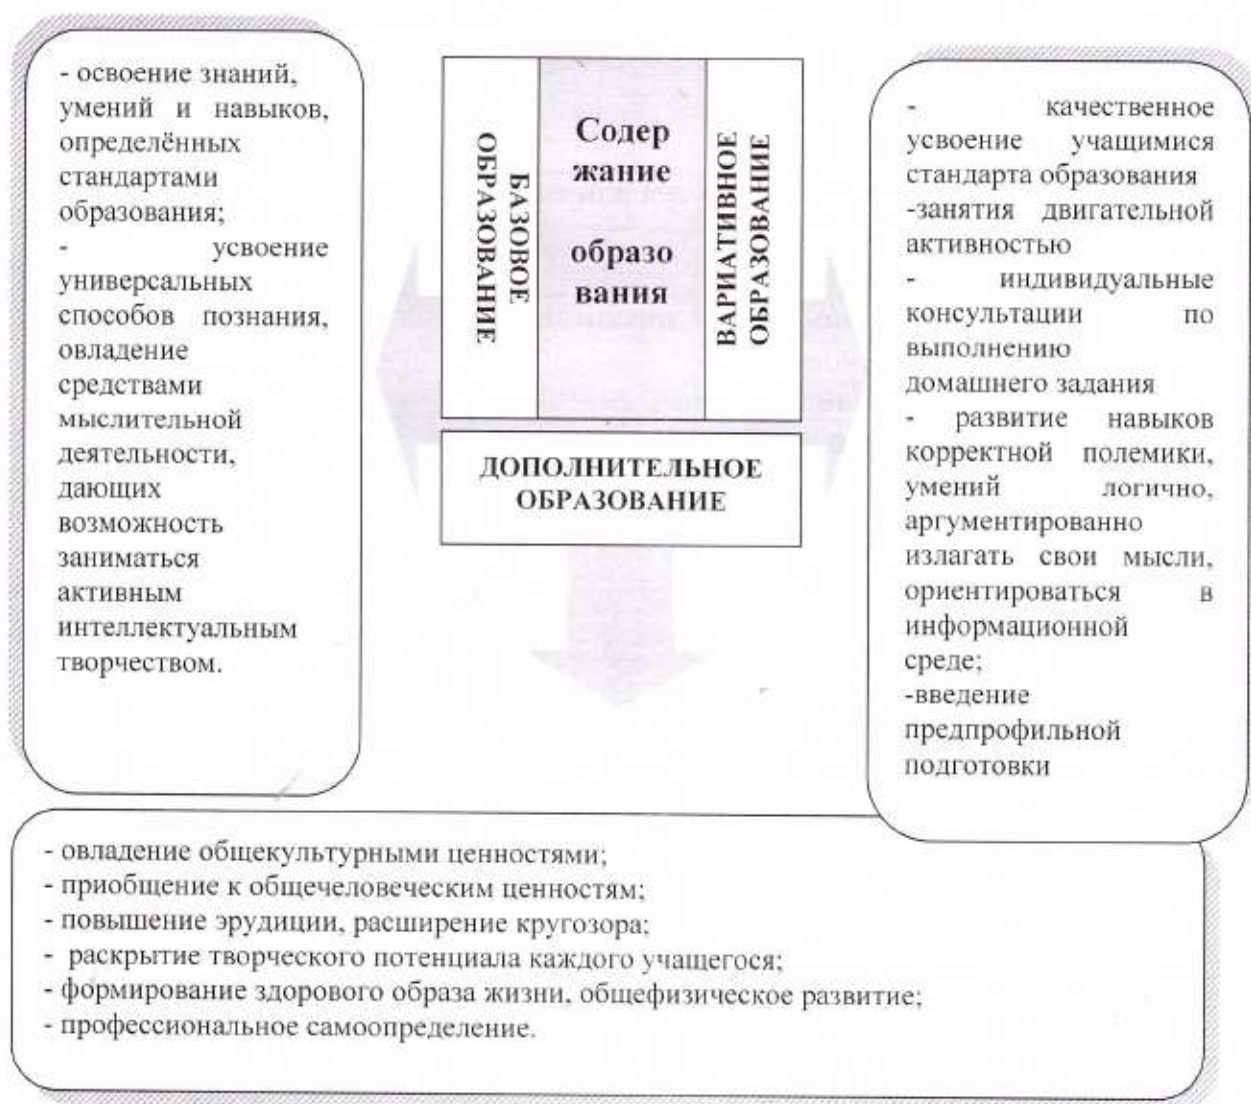 - освоение знаний,
умений и навыков,
определённых
стандартами
образования;
- усвоение
универсальных
способов познания,
овладение
средствами
мыслительной
деятельности,
дающих
возможность
заниматься
активным
интеллектуальным
творчеством.
БАЗОВОЕ
ОБРАЗОВАНИЕ
Содер
жание
образо
вания
ВАРИАТИВНОЕ
ОБРАЗОВАНИЕ
ДОПОЛНИТЕЛЬНОЕ
ОБРАЗОВАНИЕ
- качественное
усвоение учащимися
стандарта образования
-занятия двигательной
активностью
- индивидуальные
консультации по
выполнению
домашнего задания
- развитие навыков
корректной полемики,
умений логично,
аргументированно
излагать свои мысли,
ориентироваться в
информационной
среде;
-введение
предпрофильной
подготовки
- овладение общекультурными ценностями;
- приобщение к общечеловеческим ценностям;
- повышение эрудиции, расширение кругозора;
- раскрытие творческого потенциала каждого учащегося;
- формирование здорового образа жизни, общефизическое развитие;
- профессиональное самоопределение.